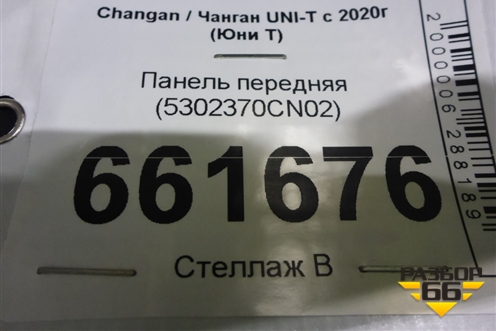 Changan / Чанган UNI-T с 2020г
(Юни Т)
Панель передняя
(5302370CN02)
661676
Стеллаж В
2000006288189
РАЗБОР
66